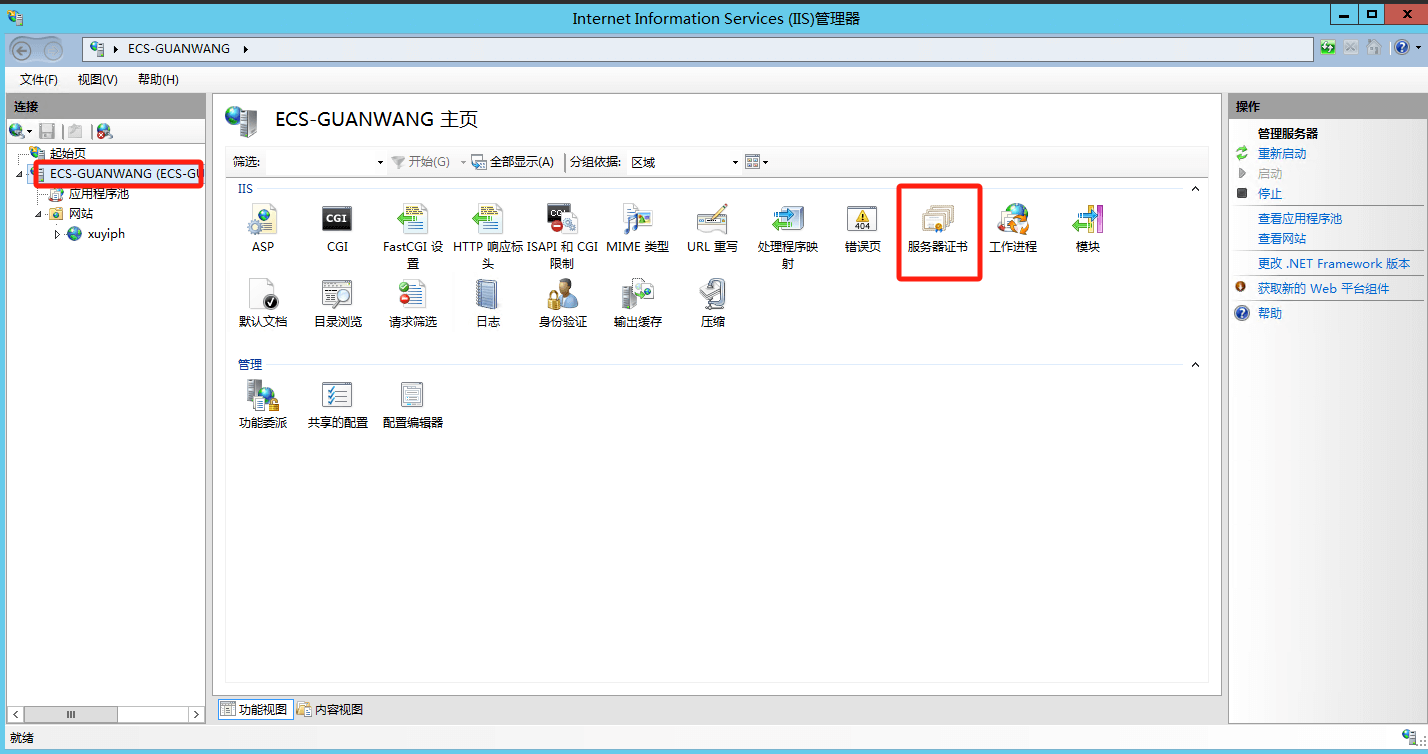 Internet Information Services (IIS)管理器
ECS-GUANWANG
文件(F) 视图(V) 帮助(H)
连接
起始页
ECS-GUANWANG (ECS-GU
应用程序池
网站
xuyiph
ECS-GUANWANG 主页
筛选: 开始(G) 全部显示(A) 分组依据: 区域
IIS
ASP
CGI
CGI
FastCGI 设
置
HTTP 响应标
头
ISAPI 和 CGI
限制
MIME 类型
URL 重写
处理程序映
射
404
错误页
服务器证书
工作进程
模块
默认文档
目录浏览
请求筛选
日志
身份验证
输出缓存
压缩
管理
功能委派
共享的配置
配置编辑器
功能视图
内容视图
操作
管理服务器
重新启动
启动
停止
查看应用程序池
查看网站
更改 .NET Framework 版本
获取新的 Web 平台组件
帮助
就绪